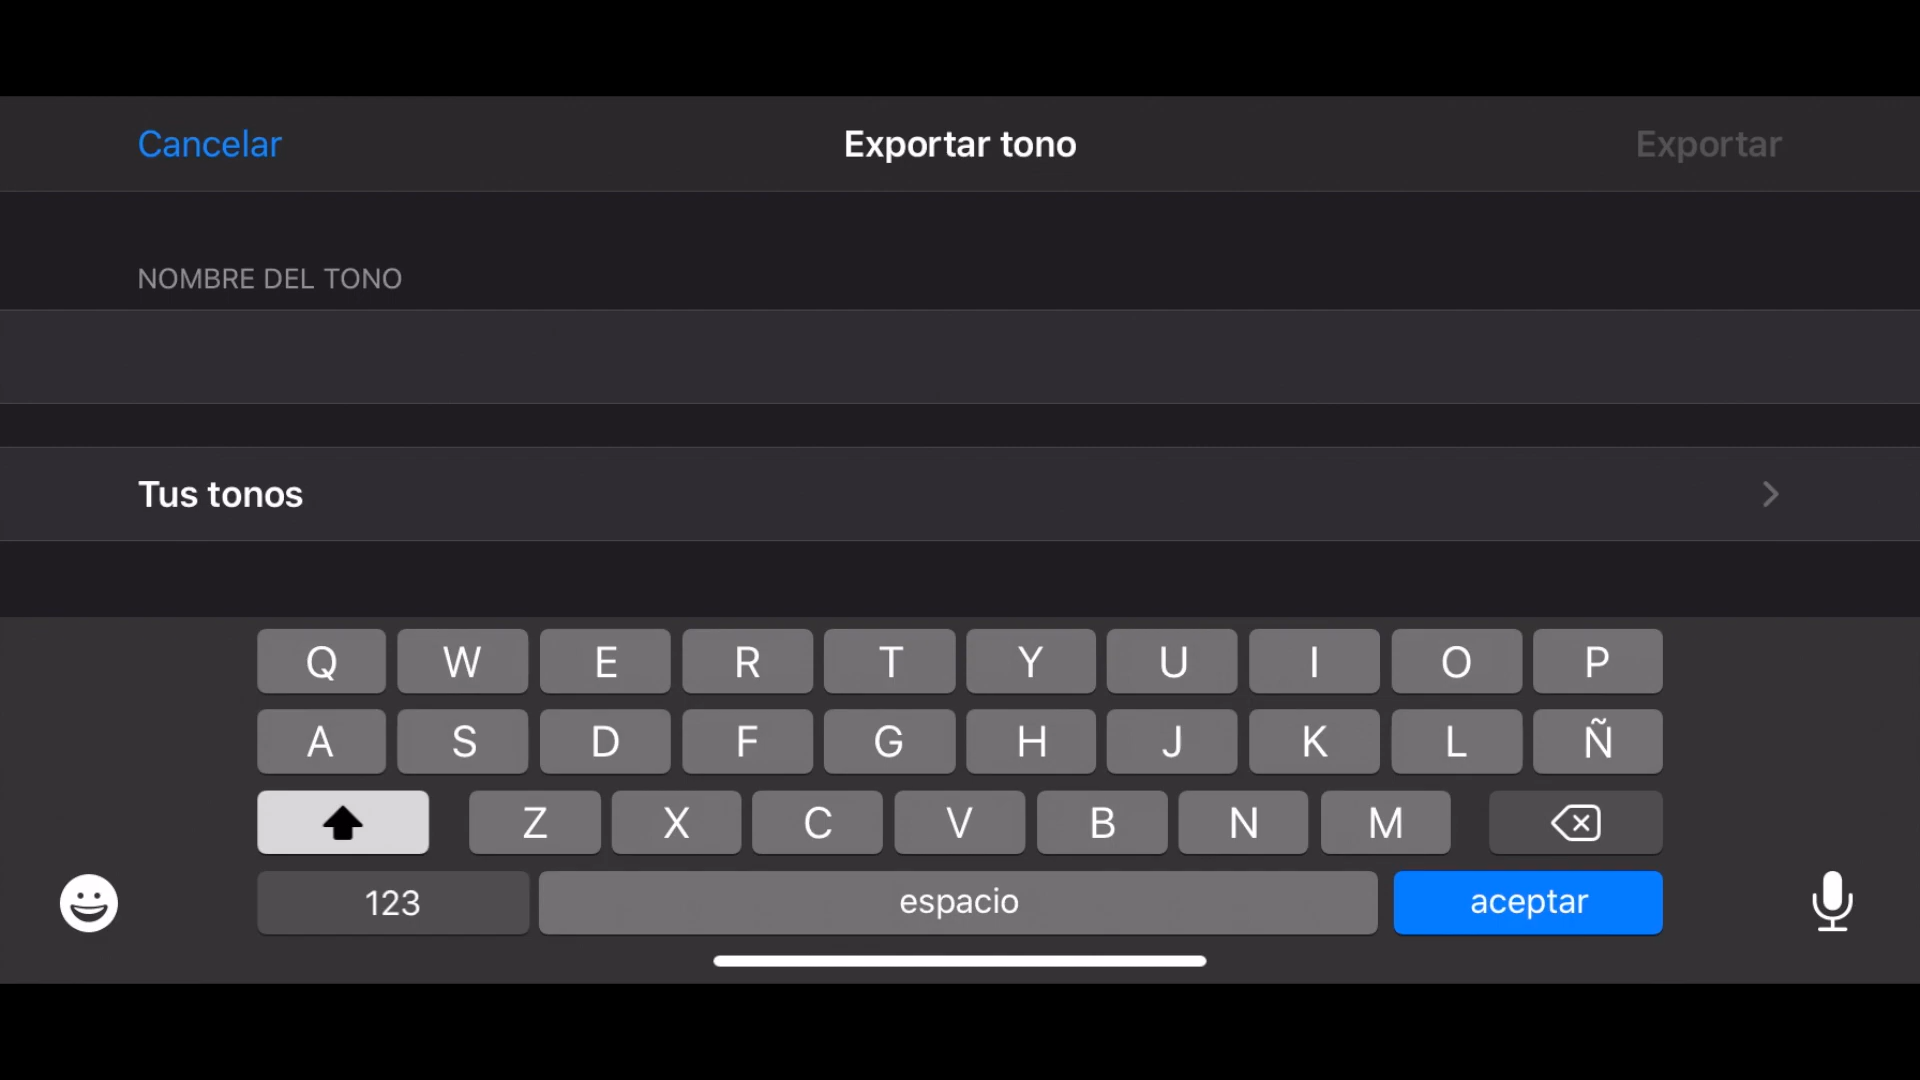 Cancelar Exportar tono Exportar
NOMBRE DEL TONO
Tus tonos
Q W E R T Y U I O P
A S D F G H J K L Ñ
Z X C V B N M
123 espacio aceptar